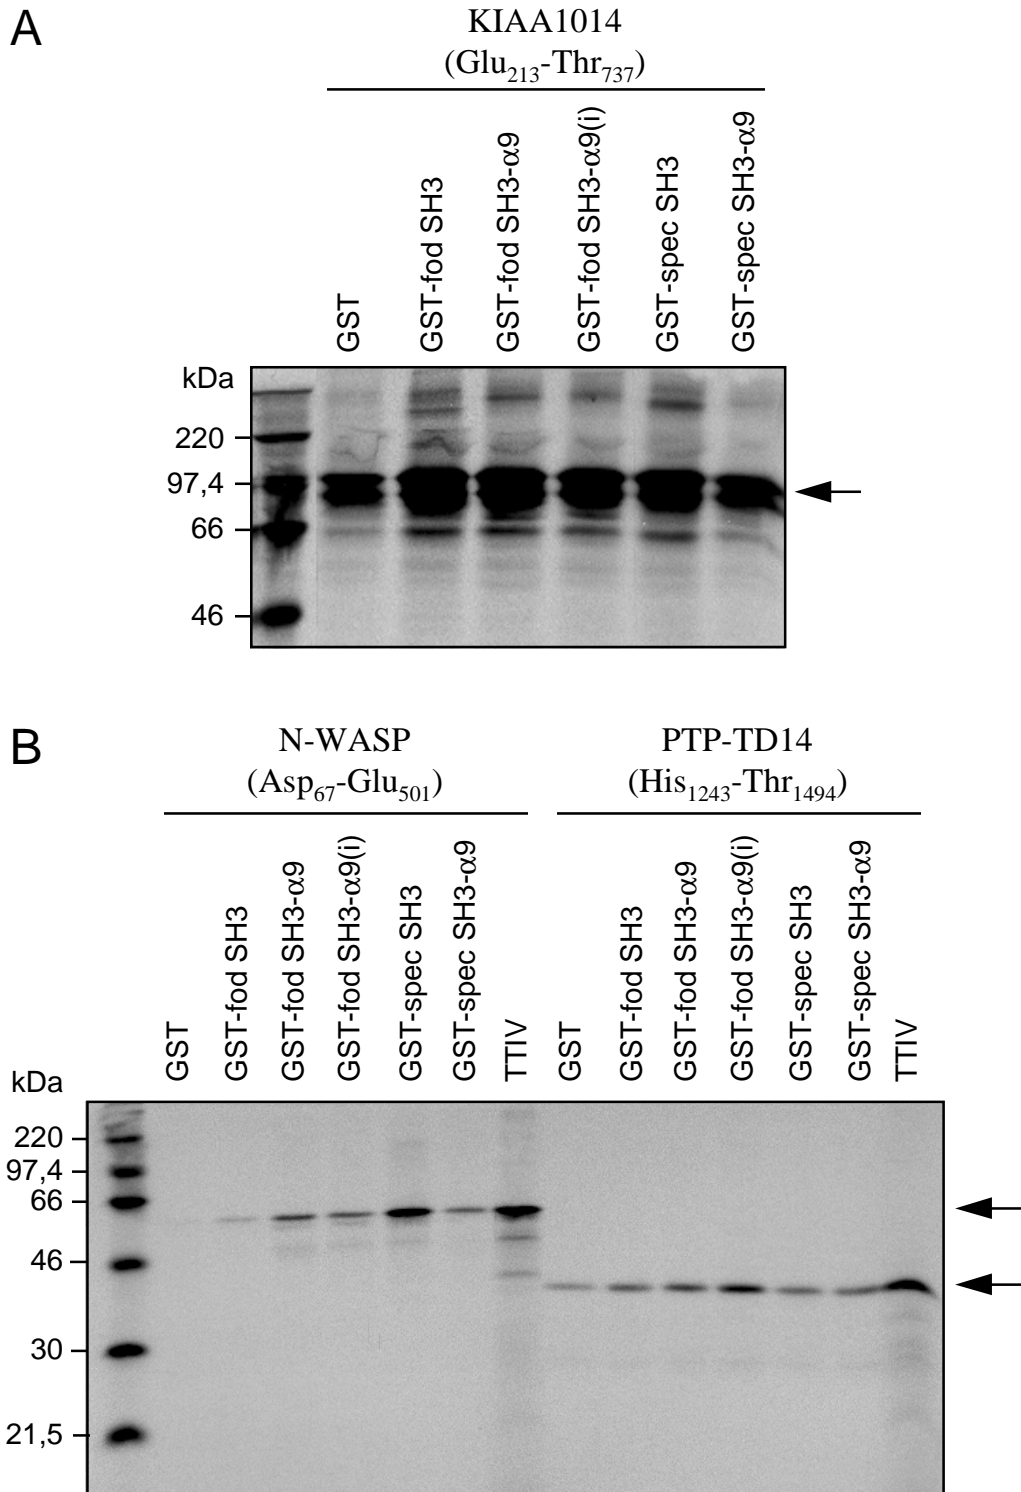 A
KIAA1014
(Glu213-Thr737)
GST
GST-fod SH3
GST-fod SH3-α9
GST-fod SH3-α9(i)
GST-spec SH3
GST-spec SH3-α9
kDa
220
97,4
66
46
B
N-WASP
(Asp67-Glu501)
PTP-TD14
(His1243-Thr1494)
GST
GST-fod SH3
GST-fod SH3-α9
GST-fod SH3-α9(i)
GST-spec SH3
GST-spec SH3-α9
TTIV
GST
GST-fod SH3
GST-fod SH3-α9
GST-fod SH3-α9(i)
GST-spec SH3
GST-spec SH3-α9
TTIV
kDa
220
97,4
66
46
30
21,5